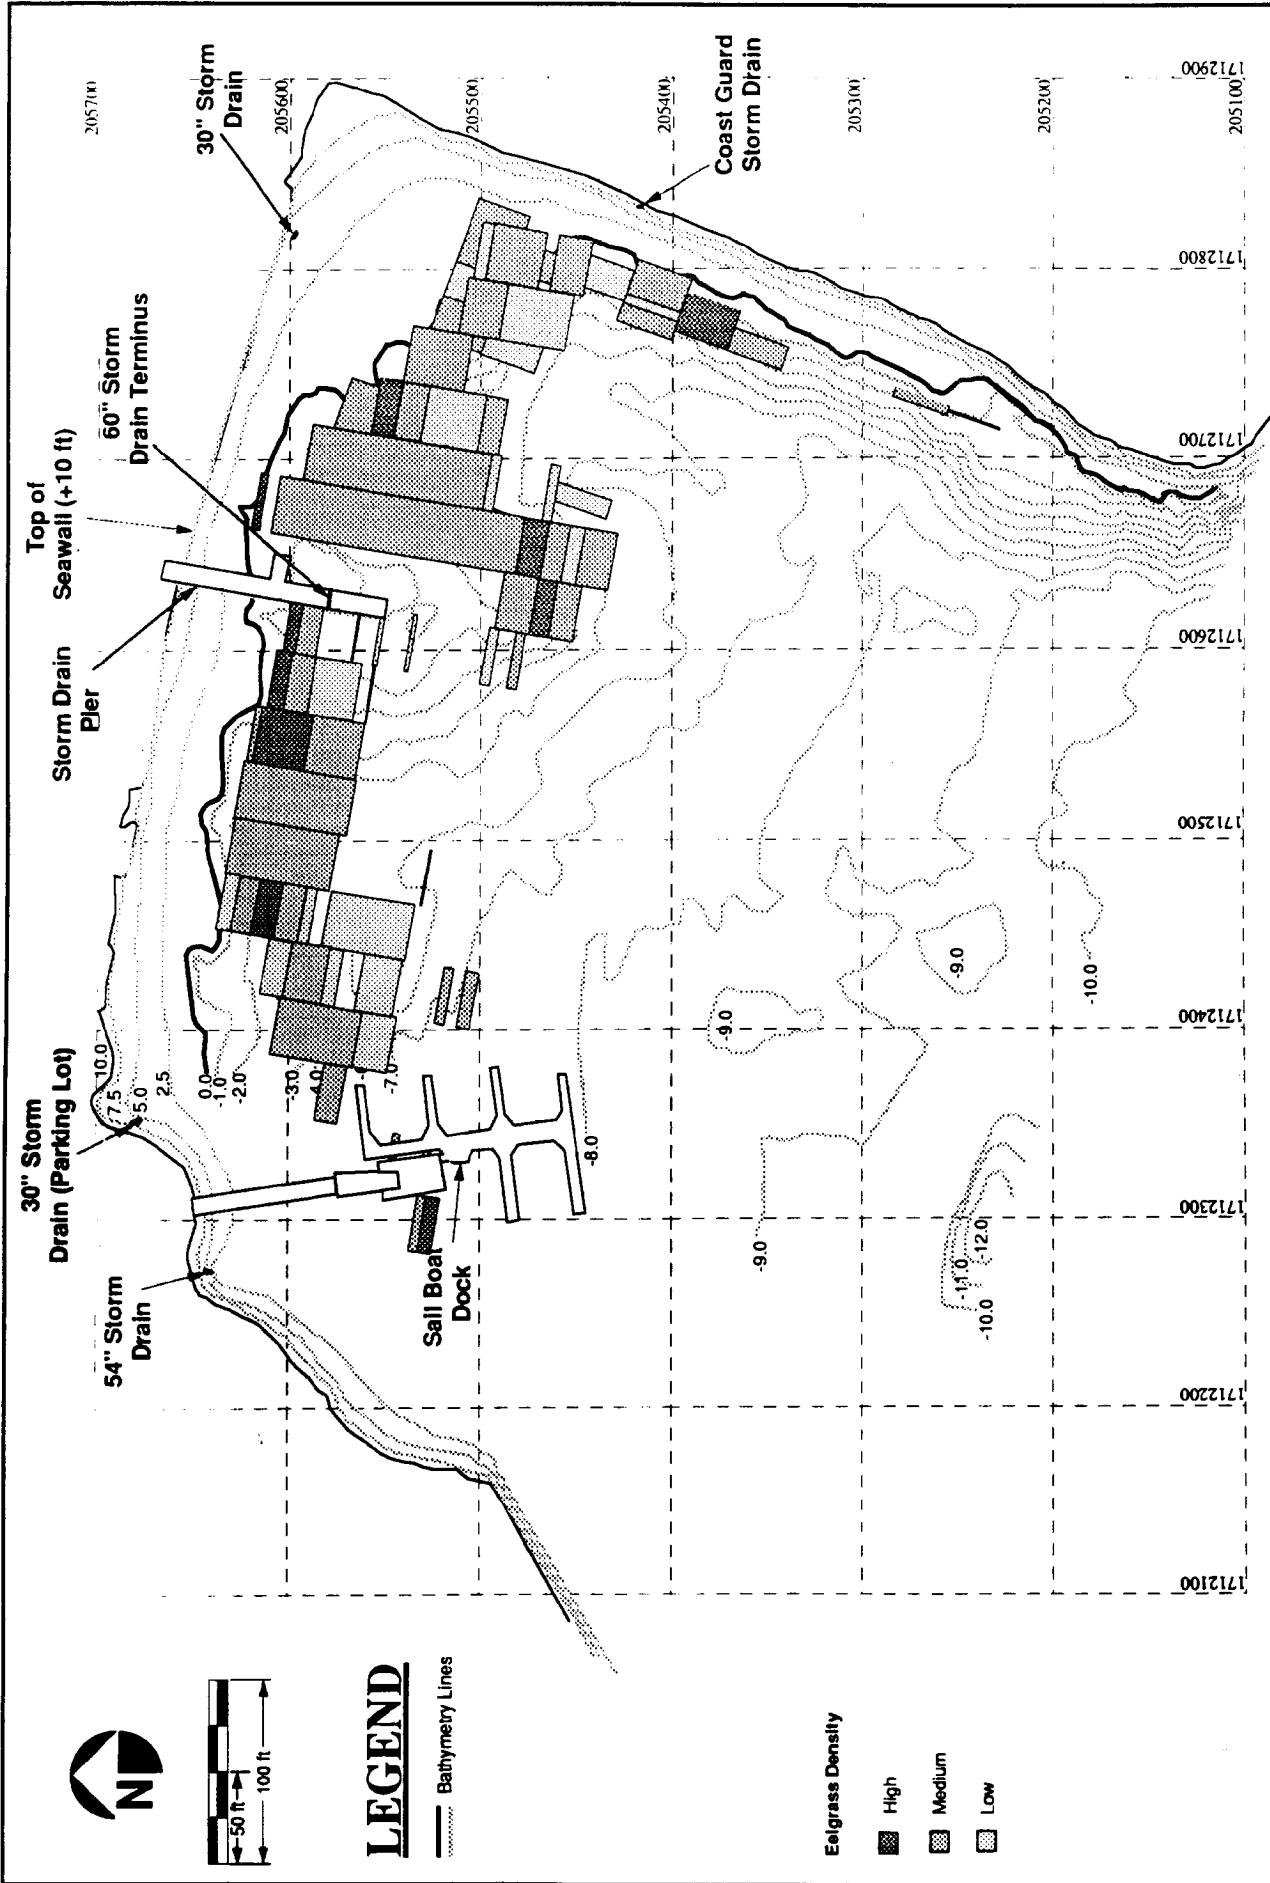 N
50 ft
100 ft
LEGEND
Bathymetry Lines
Eelgrass Density
High
Medium
Low
54" Storm
Drain
30" Storm
Drain (Parking Lot)
Storm Drain
Pier
Top of
Seawall (+10 ft)
60" Storm
Drain Terminus
30" Storm
Drain
Coast Guard
Storm Drain
Sail Boat
Dock
205700
205600
205500
205400
205300
205200
205100
1712100
1712200
1712300
1712400
1712500
1712600
1712700
1712800
1712900
10.0
7.5
5.0
2.5
0.0
-1.0
-2.0
-3.0
4.0
-7.0
-8.0
-9.0
-9.0
-9.0
-10.0
-10.0
-11.0
-12.0